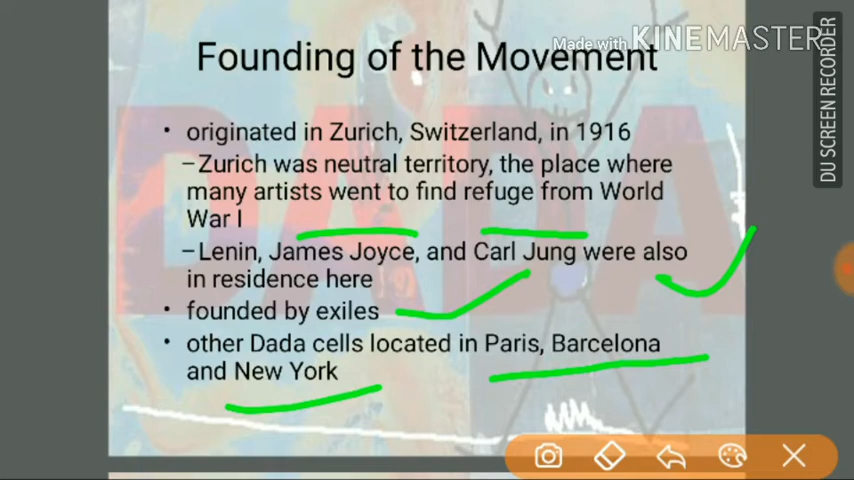 Founding of the Movement
Made with KINEMASTER
DU SCREEN RECORDER
DADA
• originated in Zurich, Switzerland, in 1916
–Zurich was neutral territory, the place where
many artists went to find refuge from World
War I
–Lenin, James Joyce, and Carl Jung were also
in residence here
• founded by exiles
• other Dada cells located in Paris, Barcelona
and New York